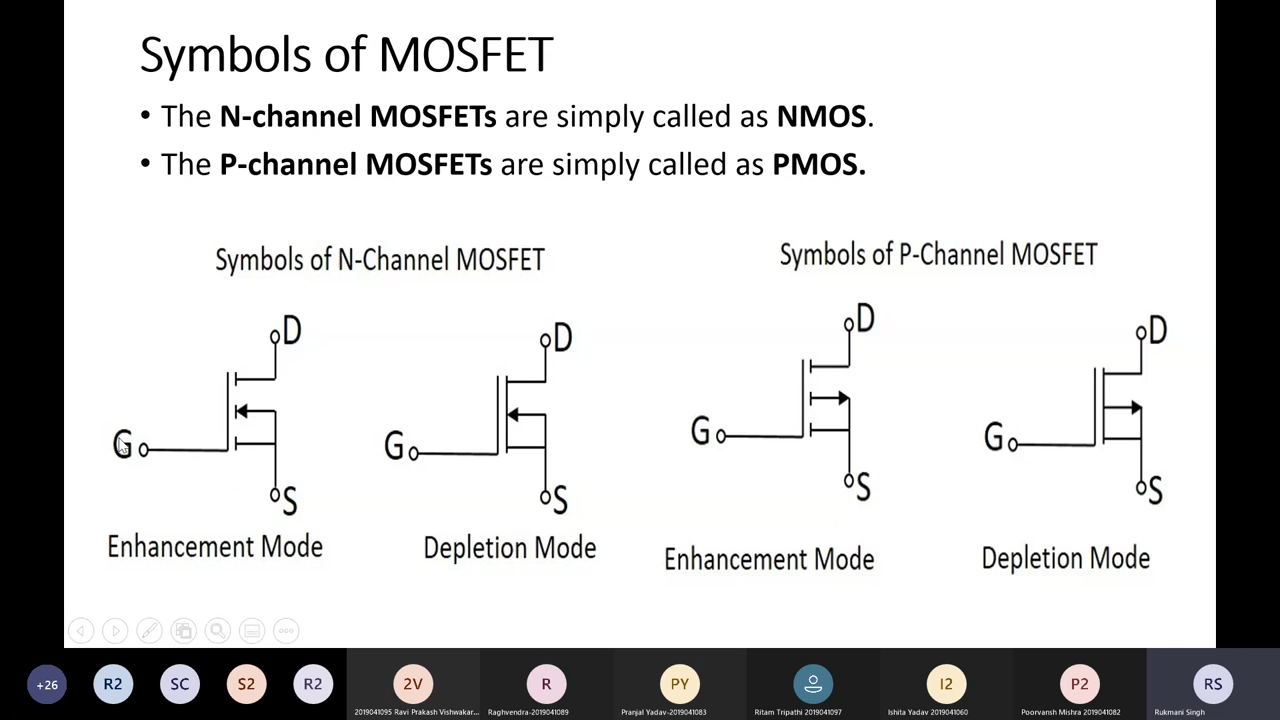 Symbols of MOSFET
• The N-channel MOSFETs are simply called as NMOS.
• The P-channel MOSFETs are simply called as PMOS.
Symbols of N-Channel MOSFET
Symbols of P-Channel MOSFET
D
D
D
D
G
G
G
G
S
S
S
S
Enhancement Mode
Depletion Mode
Enhancement Mode
Depletion Mode
+26
R2
SC
S2
R2
2V
R
PY
I2
P2
RS
2019041095 Ravi Prakash Vishwakar...
Raghvendra-2019041089
Pranjal Yadav-2019041083
Ritam Tripathi 2019041097
Ishita Yadav 2019041060
Poorvansh Mishra 2019041082
Rukmani Singh